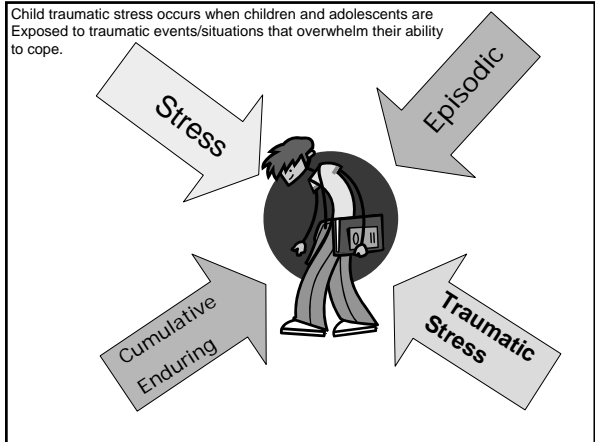 Child traumatic stress occurs when children and adolescents are
Exposed to traumatic events/situations that overwhelm their ability
to cope.
Stress
Episodic
Cumulative
Enduring
Traumatic
Stress